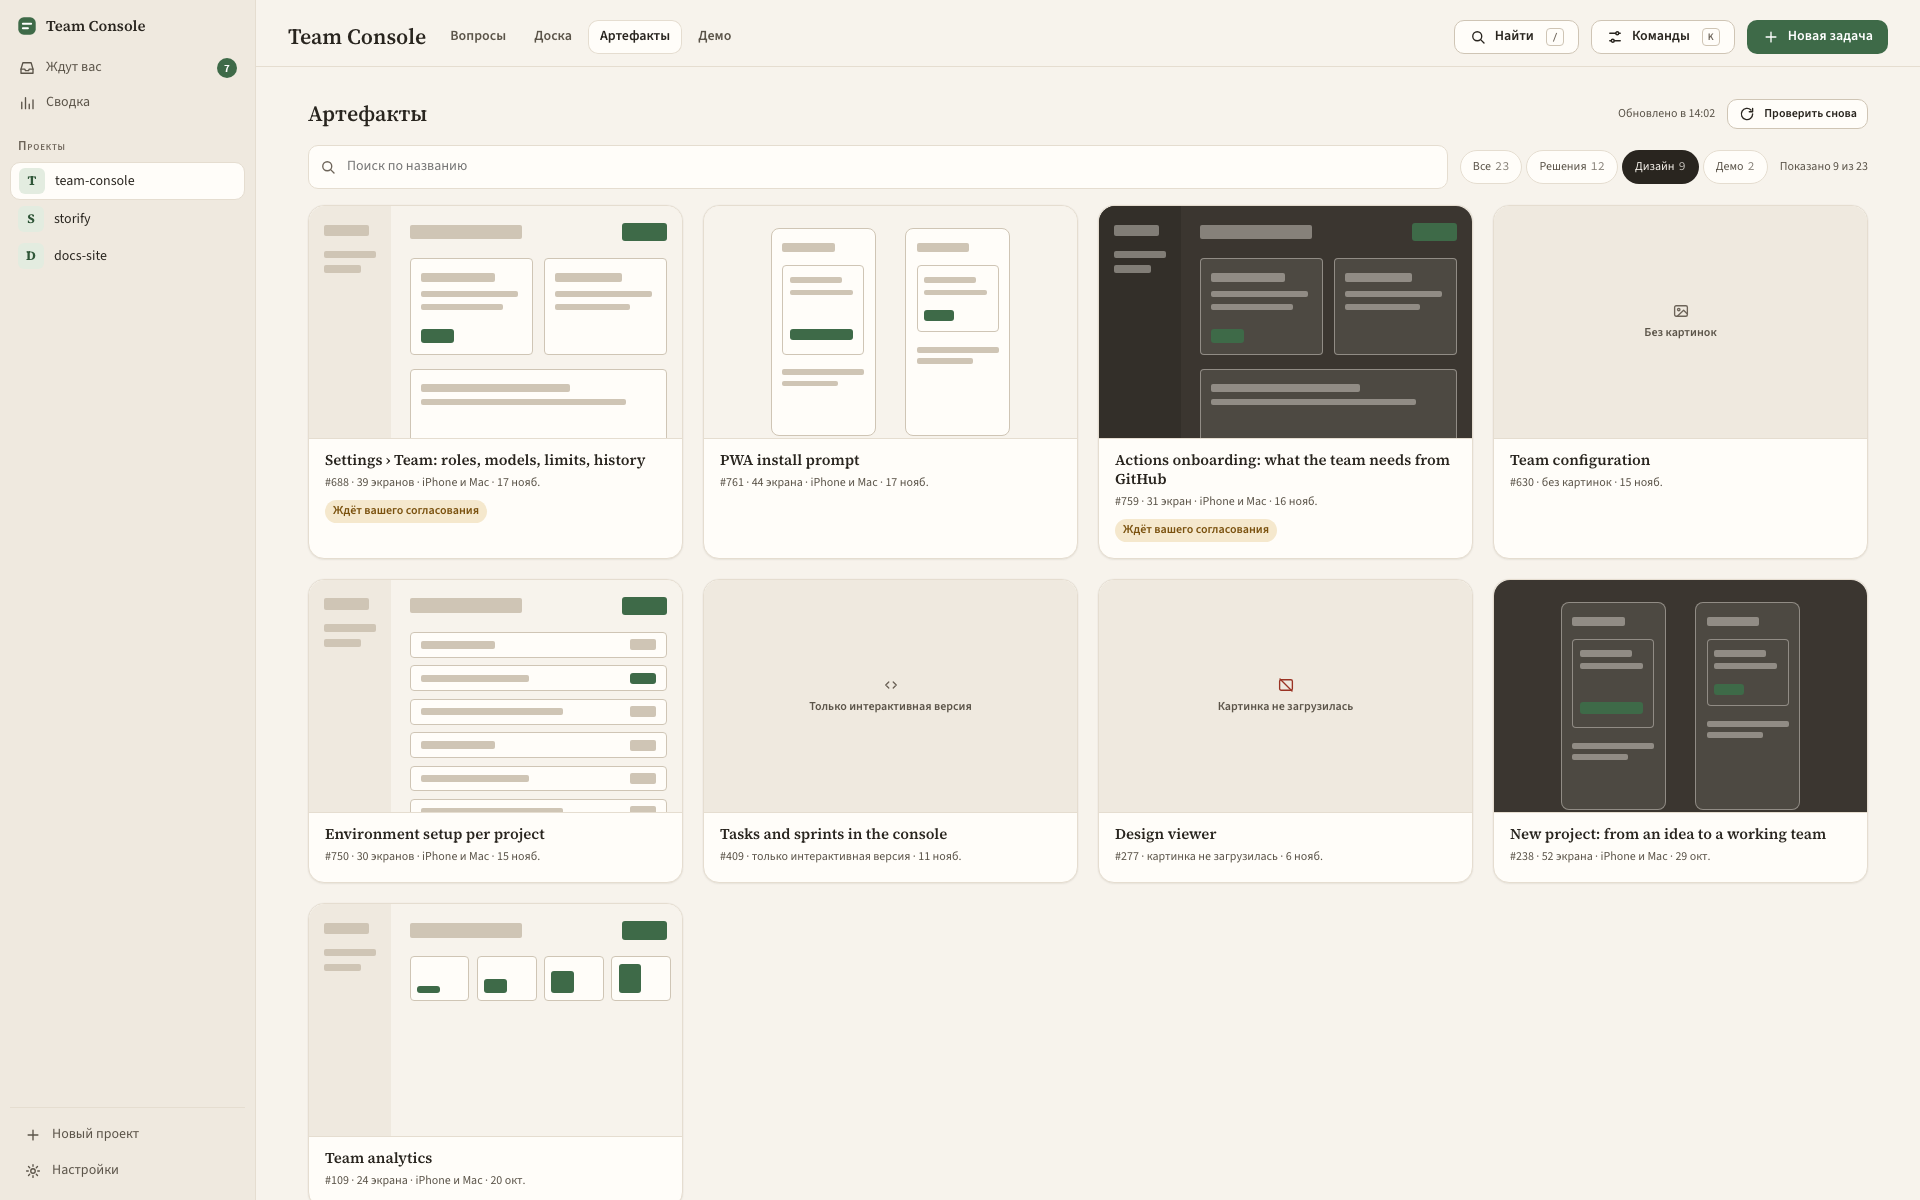 Team Console
Ждут вас
7
Сводка
Проекты
T team-console
S storify
D docs-site
Новый проект
Настройки
Team Console
Вопросы
Доска
Артефакты
Демо
Найти /
Команды K
Новая задача
Артефакты
Обновлено в 14:02
Проверить снова
Поиск по названию
Все 23
Решения 12
Дизайн 9
Демо 2
Показано 9 из 23
Settings › Team: roles, models, limits, history
#688 · 39 экранов · iPhone и Mac · 17 нояб.
Ждёт вашего согласования
PWA install prompt
#761 · 44 экрана · iPhone и Mac · 17 нояб.
Actions onboarding: what the team needs from
GitHub
#759 · 31 экран · iPhone и Mac · 16 нояб.
Ждёт вашего согласования
Без картинок
Team configuration
#630 · без картинок · 15 нояб.
Environment setup per project
#750 · 30 экранов · iPhone и Mac · 15 нояб.
Только интерактивная версия
Tasks and sprints in the console
#409 · только интерактивная версия · 11 нояб.
Картинка не загрузилась
Design viewer
#277 · картинка не загрузилась · 6 нояб.
New project: from an idea to a working team
#238 · 52 экрана · iPhone и Mac · 29 окт.
Team analytics
#109 · 24 экрана · iPhone и Mac · 20 окт.